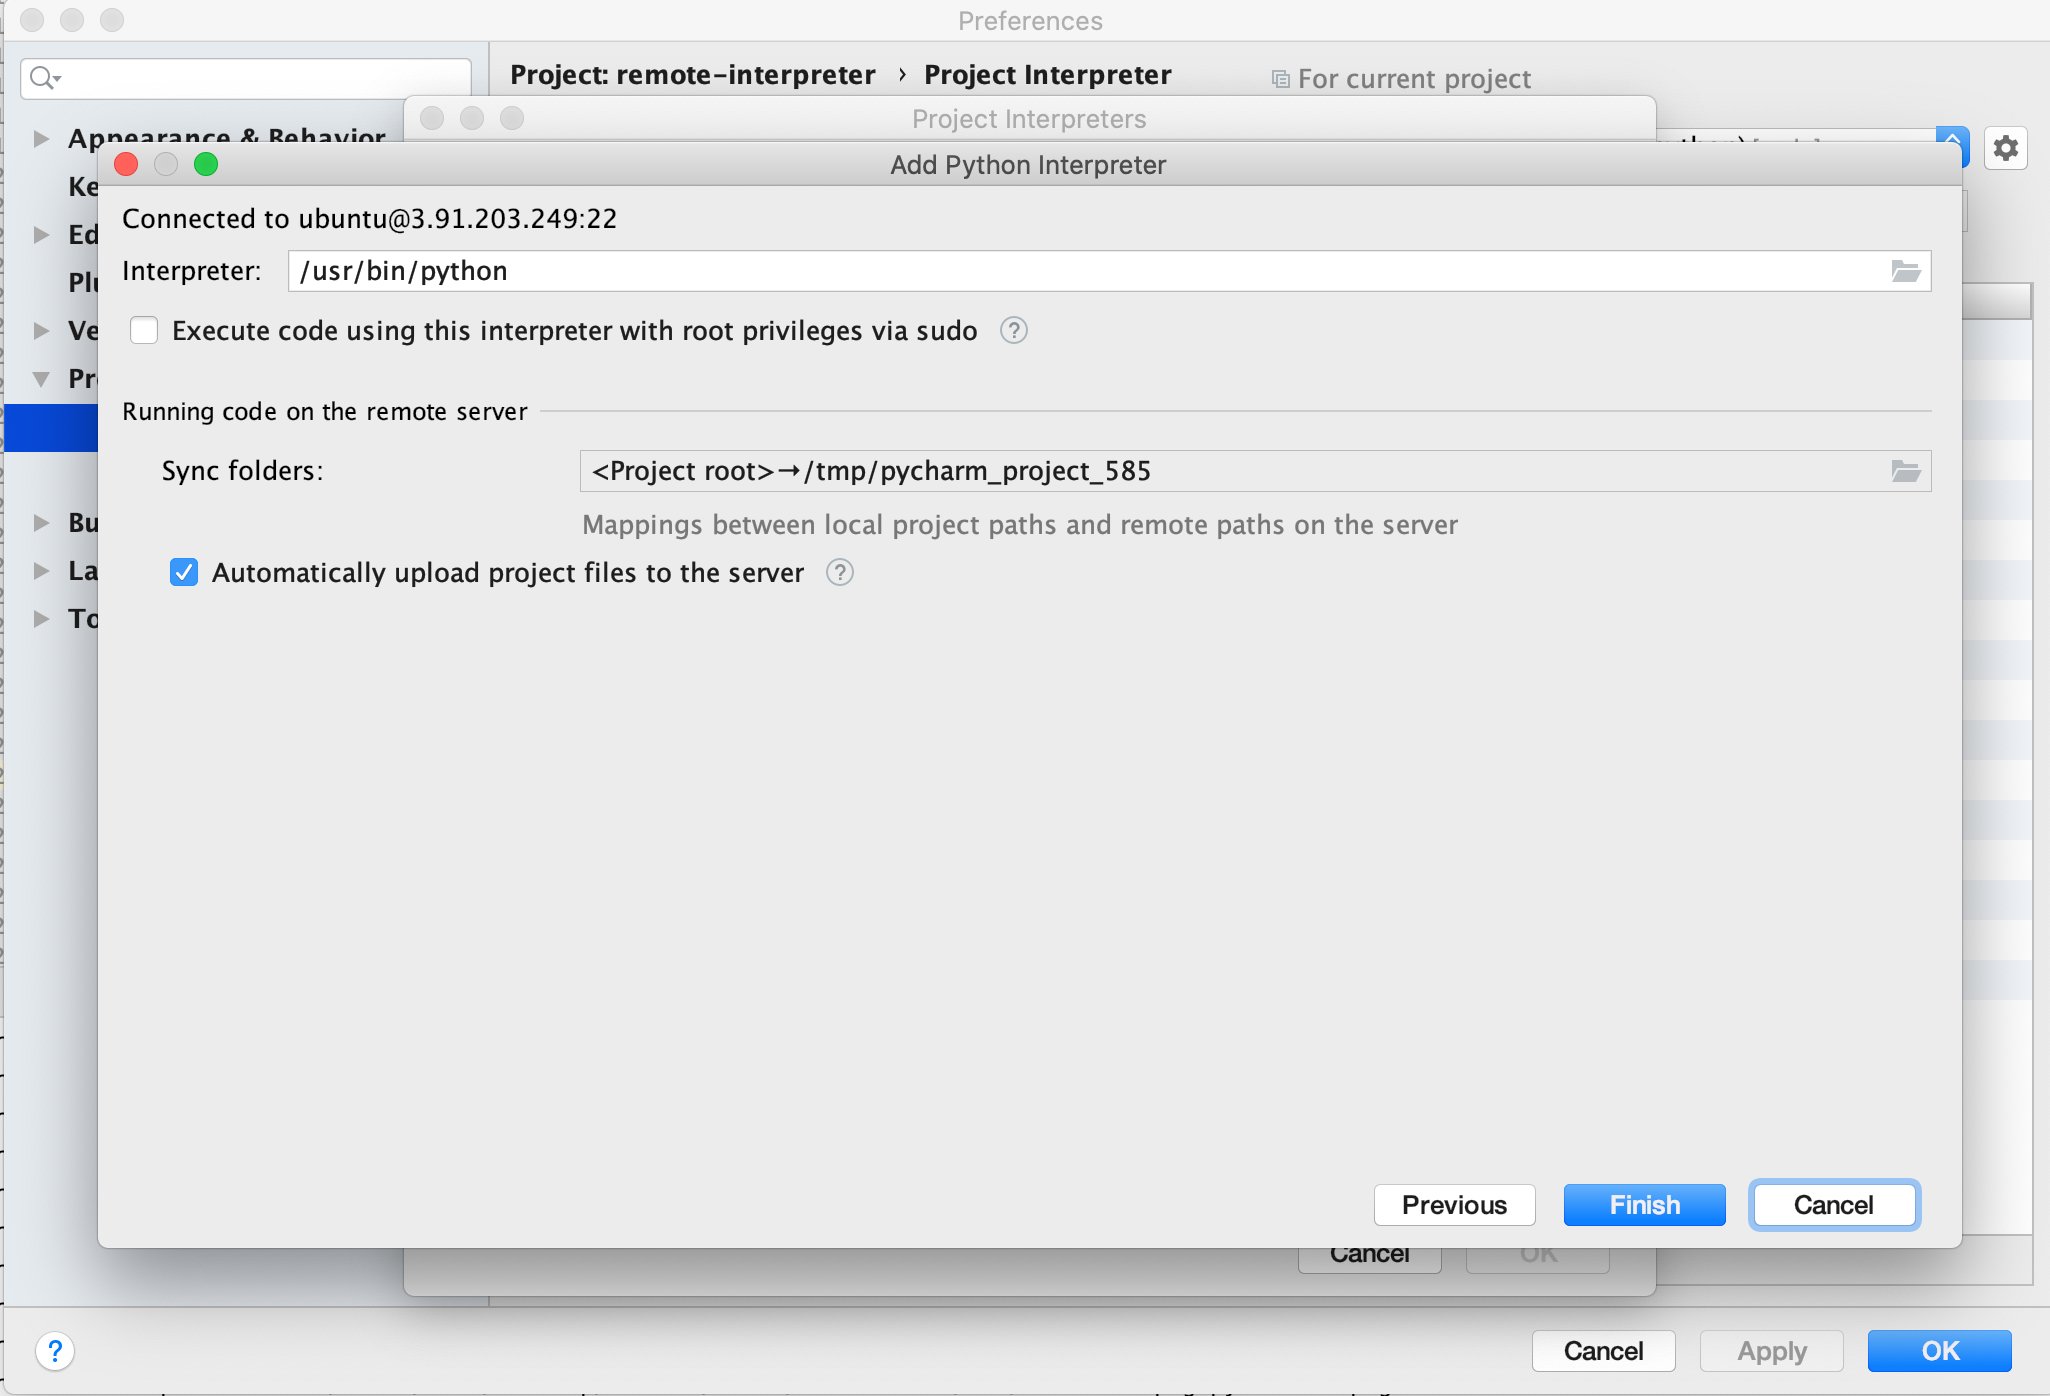 Preferences
Project: remote-interpreter › Project Interpreter
For current project
Project Interpreters
Appearance & Behavior
Add Python Interpreter
Connected to ubuntu@3.91.203.249:22
Interpreter: /usr/bin/python
Execute code using this interpreter with root privileges via sudo ?
Running code on the remote server
Sync folders: <Project root>→/tmp/pycharm_project_585
Mappings between local project paths and remote paths on the server
Automatically upload project files to the server ?
Ke
Ed
Plu
Ve
Pr
Bu
La
To
Previous Finish Cancel
Cancel OK
? Cancel Apply OK